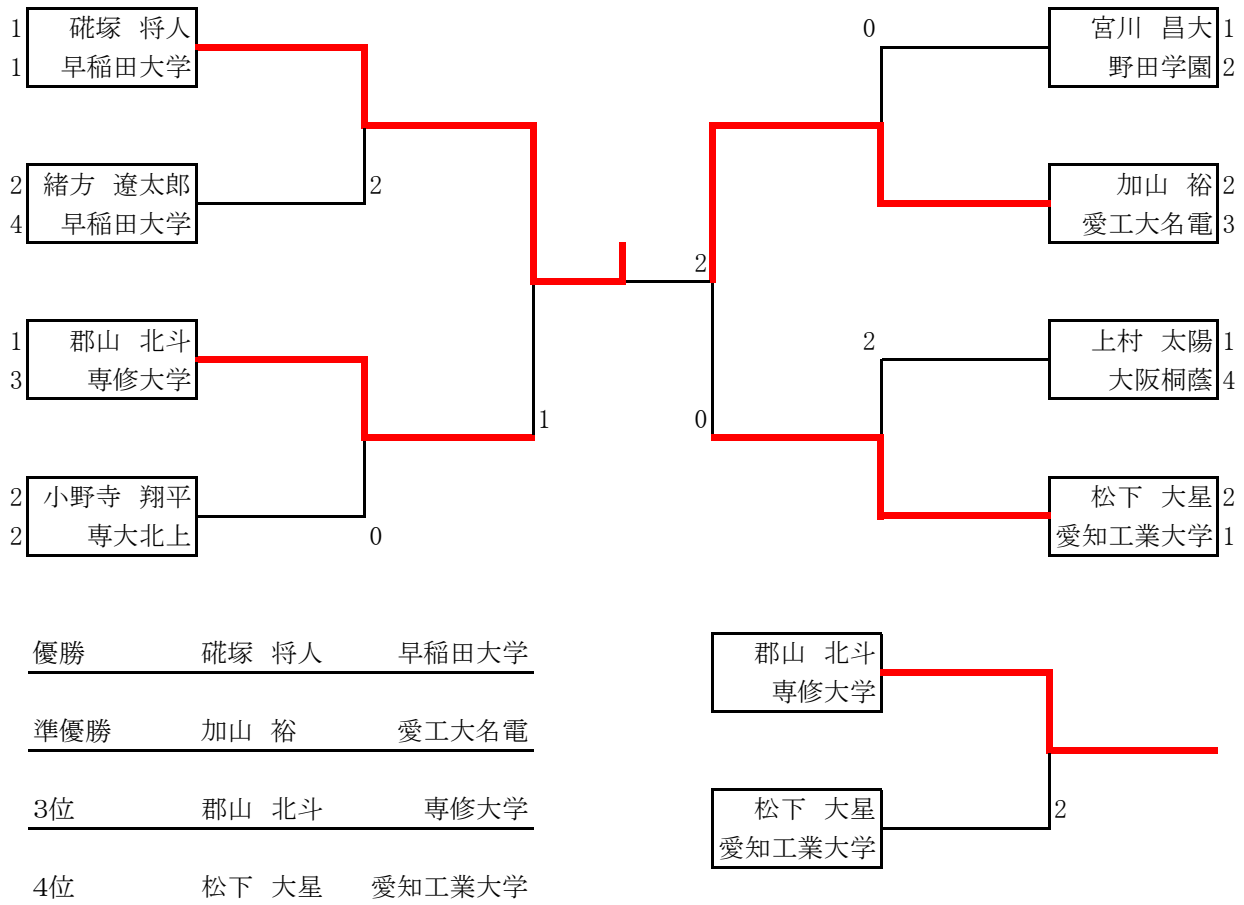 1 硴塚 将人
1 早稲田大学
2 緒方 遼太郎
4 早稲田大学
2
1 郡山 北斗
3 専修大学
1
2 小野寺 翔平
2 専大北上
0
0
宮川 昌大 1
野田学園 2
加山 裕 2
愛工大名電 3
2
2
上村 太陽 1
大阪桐蔭 4
0
松下 大星 2
愛知工業大学 1
優勝 硴塚 将人 早稲田大学
準優勝 加山 裕 愛工大名電
3位 郡山 北斗 専修大学
4位 松下 大星 愛知工業大学
郡山 北斗
専修大学
松下 大星
愛知工業大学
2